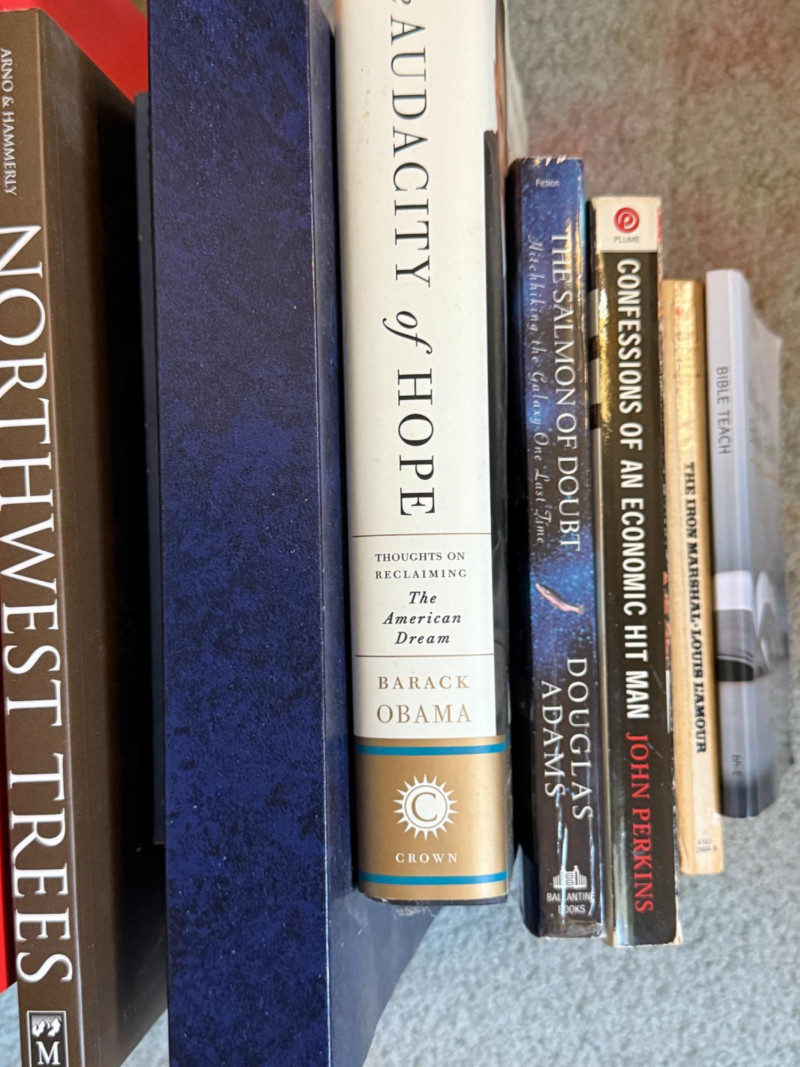 ARNO & HAMMERLY
NORTHWEST TREES
M
AUDACITY of HOPE
THOUGHTS ON
RECLAIMING
The
American
Dream
BARACK
OBAMA
C
CROWN
Fiction
THE SALMON OF DOUBT
Hitchhiking the Galaxy One Last Time
DOUGLAS
ADAMS
BALLANTINE
BOOKS
PLUME
CONFESSIONS OF AN ECONOMIC HIT MAN JOHN PERKINS
THE IRON MARSHAL · LOUIS L'AMOUR
BIBLE TEACH